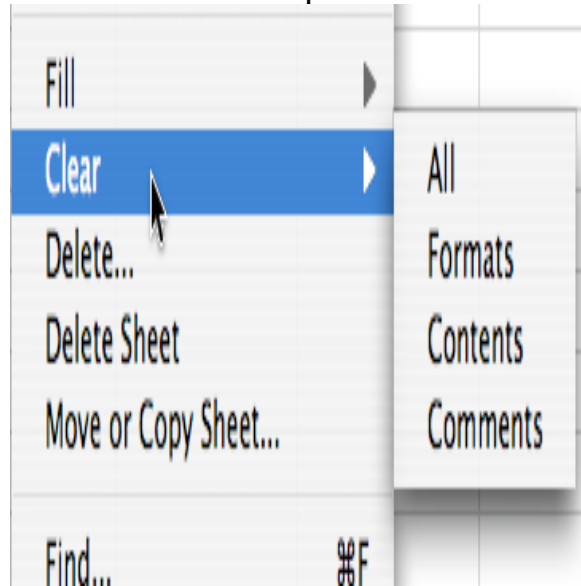 Fill
Clear
Delete...
Delete Sheet
Move or Copy Sheet...
Find... ⌘F
All
Formats
Contents
Comments